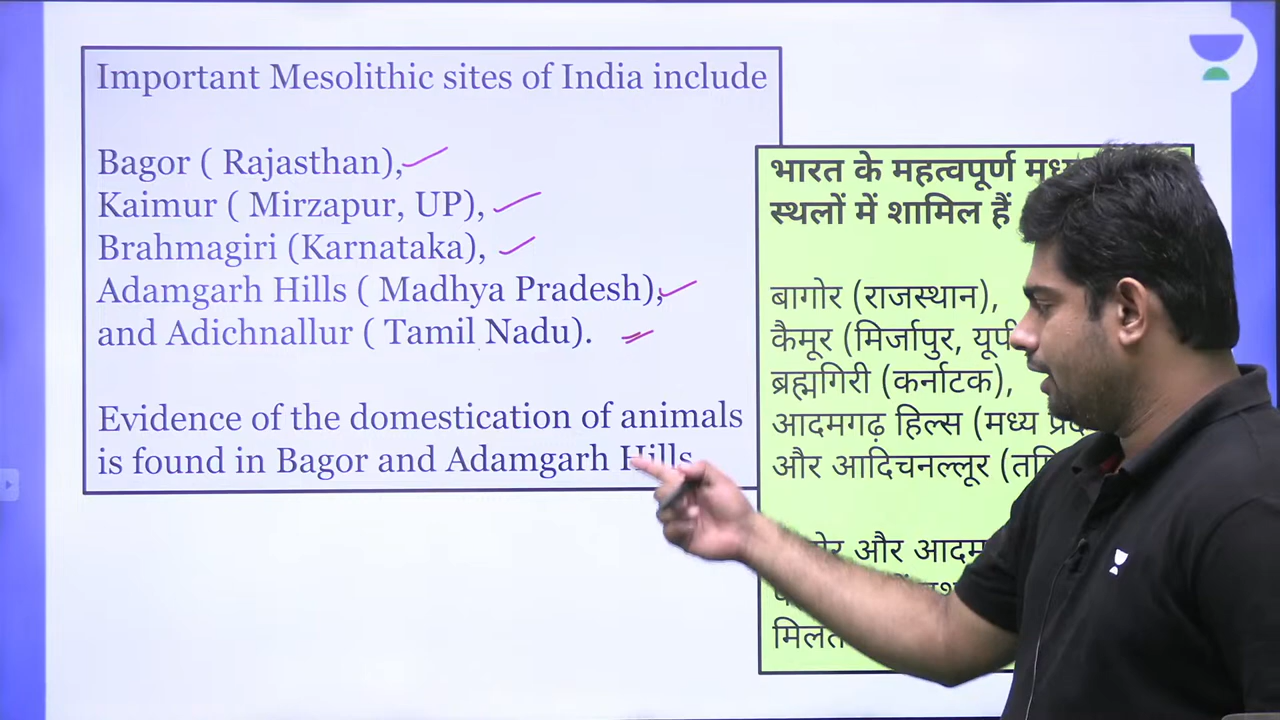 Important Mesolithic sites of India include
Bagor ( Rajasthan),
Kaimur ( Mirzapur, UP),
Brahmagiri (Karnataka),
Adamgarh Hills ( Madhya Pradesh),
and Adichnallur ( Tamil Nadu).
Evidence of the domestication of animals
is found in Bagor and Adamgarh Hills
भारत के महत्वपूर्ण
स्थलों में शामिल हैं
बागोर (राजस्थान),
कैमूर (मिर्जापुर,
ब्रह्मगिरी (कर्नाटक),
आदमगढ़ हिल्स (मध्य
और आदिचनल्लूर
और